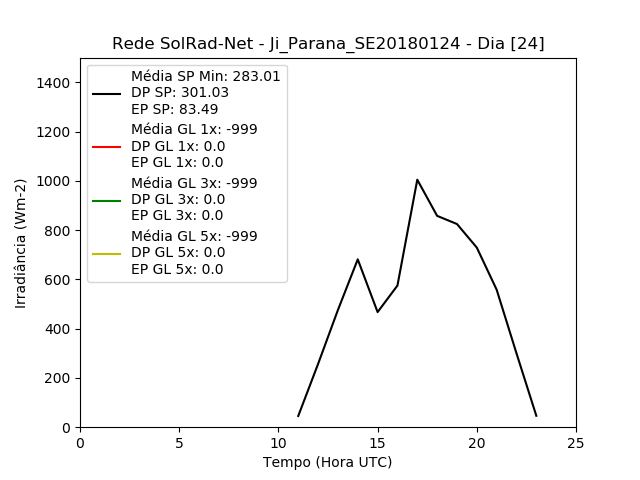 Rede SolRad-Net - Ji_Parana_SE20180124 - Dia [24]
Média SP Min: 283.01
DP SP: 301.03
EP SP: 83.49
Média GL 1x: -999
DP GL 1x: 0.0
EP GL 1x: 0.0
Média GL 3x: -999
DP GL 3x: 0.0
EP GL 3x: 0.0
Média GL 5x: -999
DP GL 5x: 0.0
EP GL 5x: 0.0
Irradiância (Wm-2)
1400
1200
1000
800
600
400
200
0
0 5 10 15 20 25
Tempo (Hora UTC)